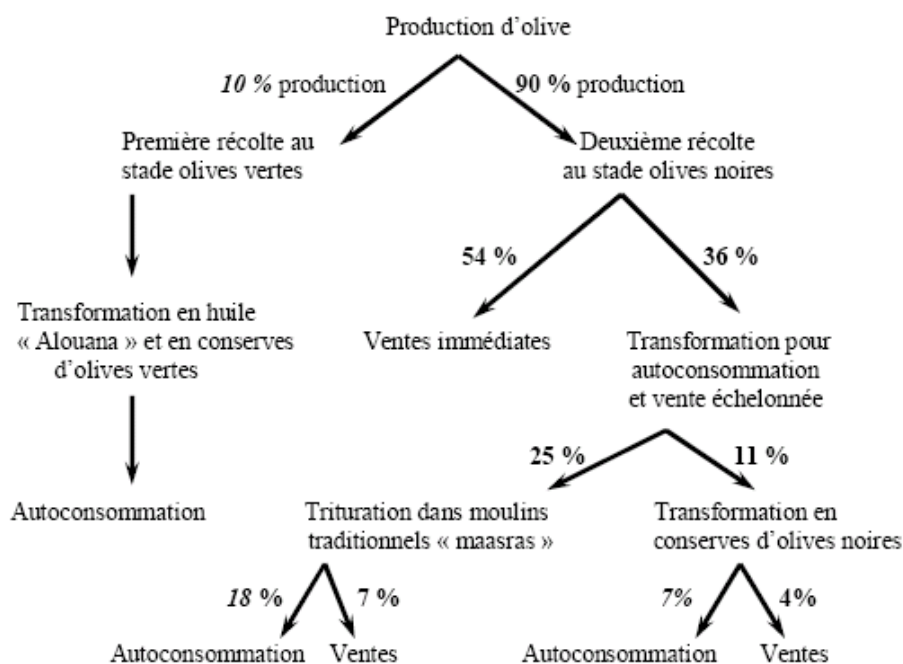 Production d’olive
10 % production
90 % production
Première récolte au
stade olives vertes
Deuxième récolte
au stade olives noires
54 %
36 %
Transformation en huile
« Alouana » et en conserves
d’olives vertes
Ventes immédiates
Transformation pour
autoconsommation
et vente échelonnée
25 %
11 %
Autoconsommation
Trituration dans moulins
traditionnels « maasras »
Transformation en
conserves d’olives noires
18 %
7 %
7%
4%
Autoconsommation
Ventes
Autoconsommation
Ventes